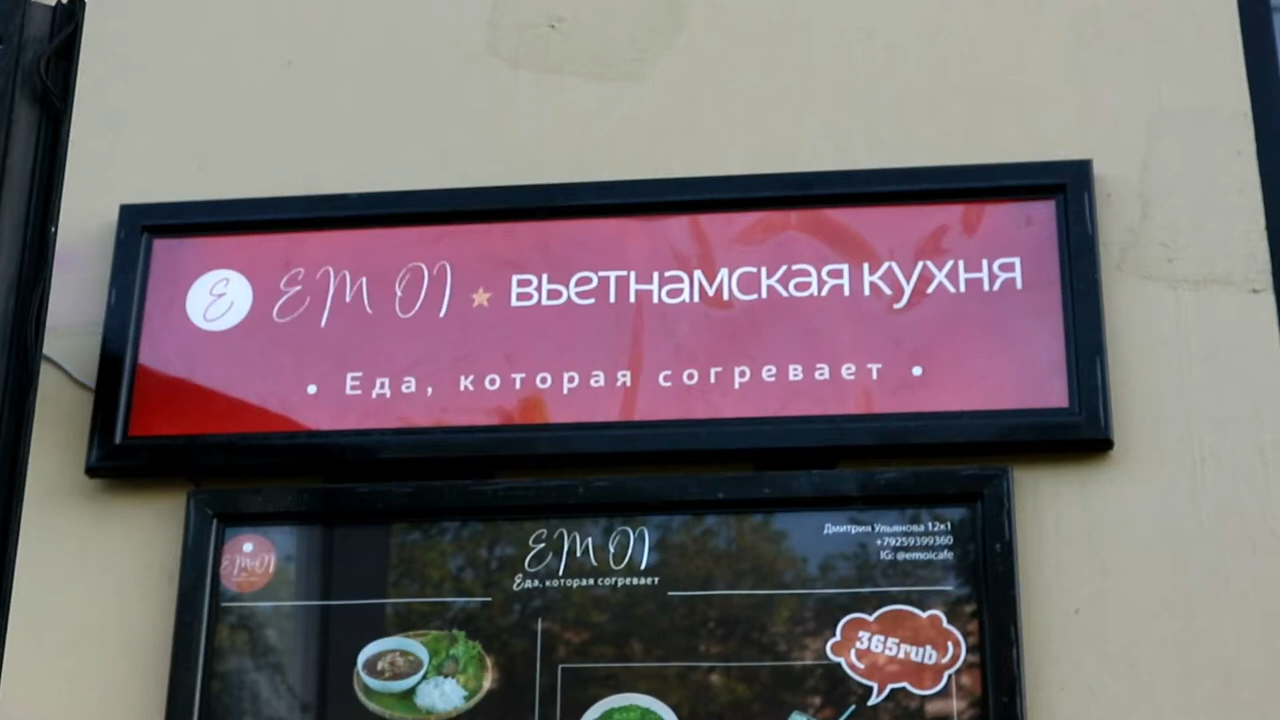 E EM OI ВЬЕТНАМСКАЯ КУХНЯ
• Еда, которая согревает •
EM OI
EM OI
Еда, которая согревает
Дмитрия Ульянова 12к1
+79259399360
IG: @emoicafe
365rub